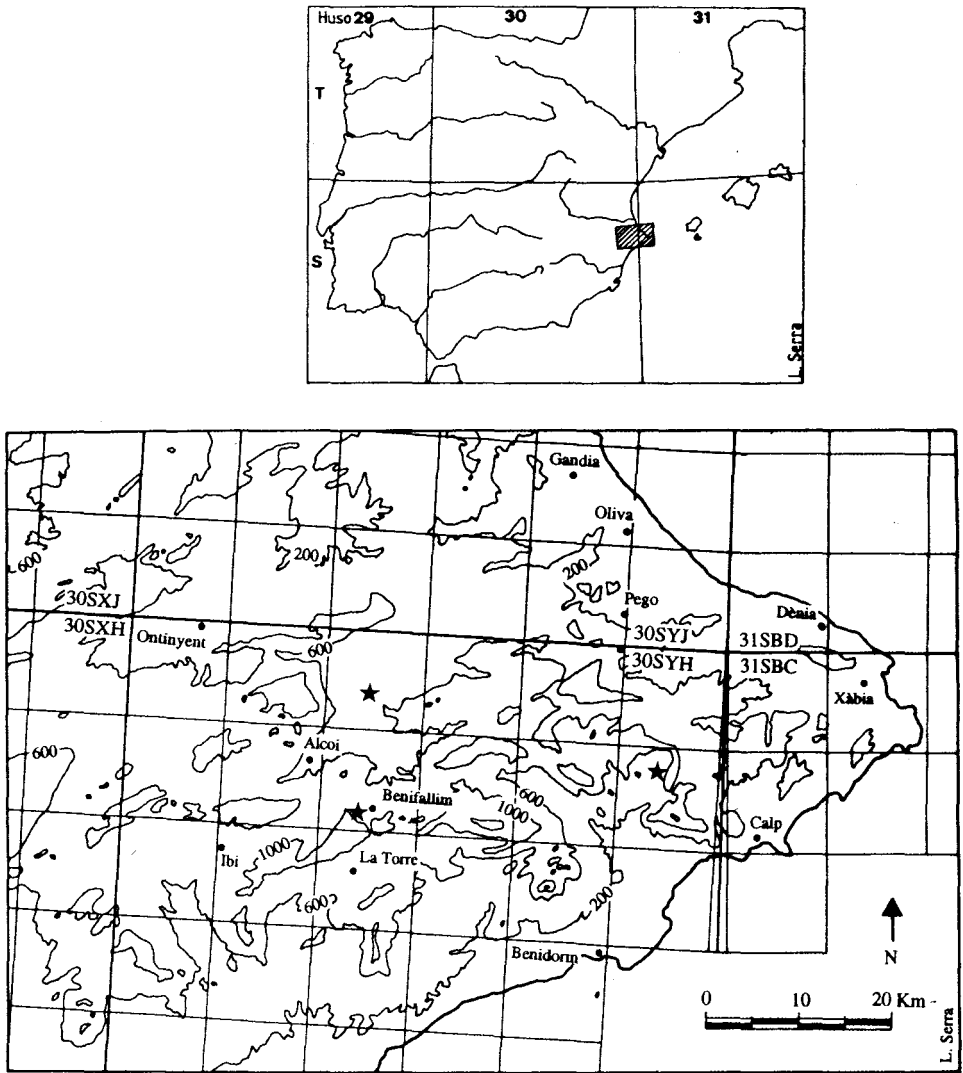 Huso 29 30 31
T
S
L. Serra
Gandia
Oliva
200
200
600
Pego
Dènia
30SXJ
30SYJ
31SBD
30SXH
Ontinyent
600
30SYH
31SBC
Xàbia
600
Alcoi
600
Benifallim
1000
Calp
1000
Ibi
La Torre
600
200
Benidorm
N
0 10 20 Km
L. Serra